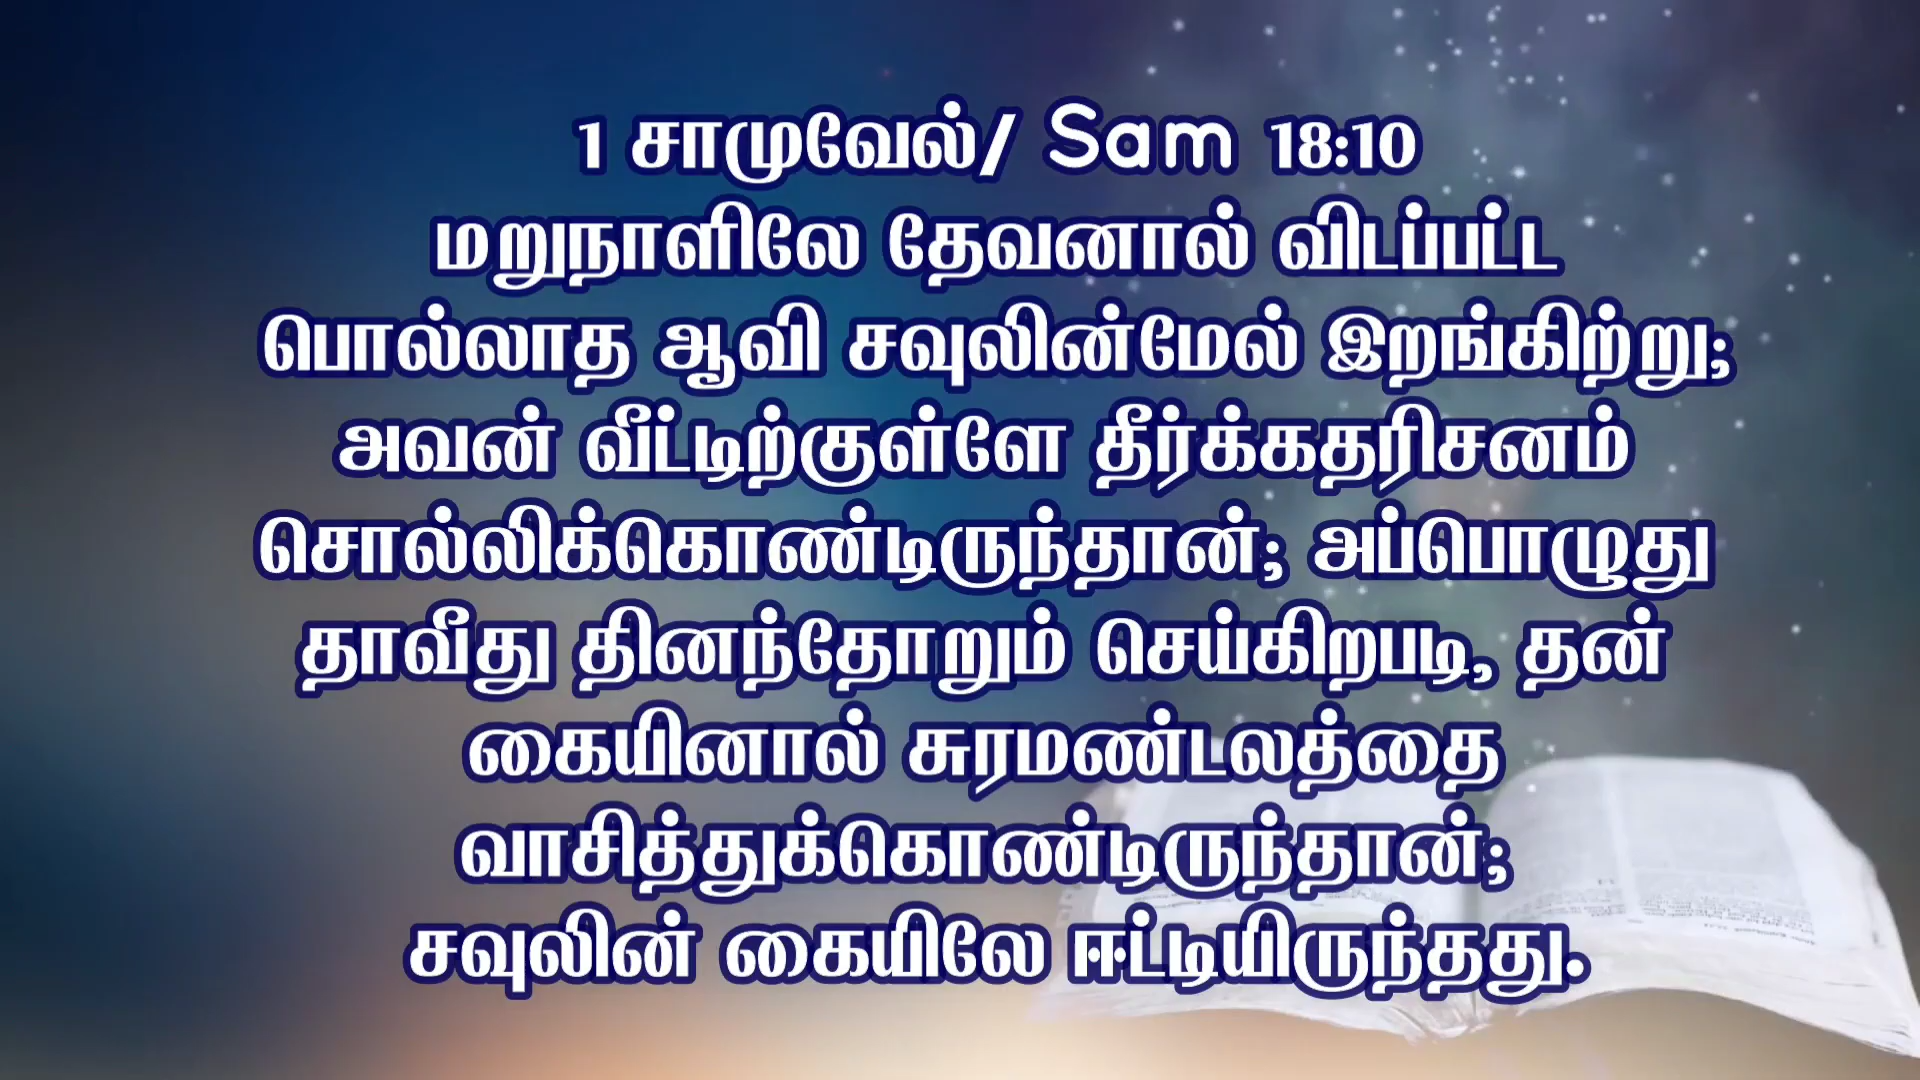 1 சாமுவேல்/ Sam 18:10
மறுநாளிலே தேவனால் விடப்பட்ட
பொல்லாத ஆவி சவுலின்மேல் இறங்கிற்று;
அவன் வீட்டிற்குள்ளே தீர்க்கதரிசனம்
சொல்லிக்கொண்டிருந்தான்; அப்பொழுது
தாவீது தினந்தோறும் செய்கிறபடி, தன்
கையினால் சுரமண்டலத்தை
வாசித்துக்கொண்டிருந்தான்;
சவுலின் கையிலே ஈட்டியிருந்தது.